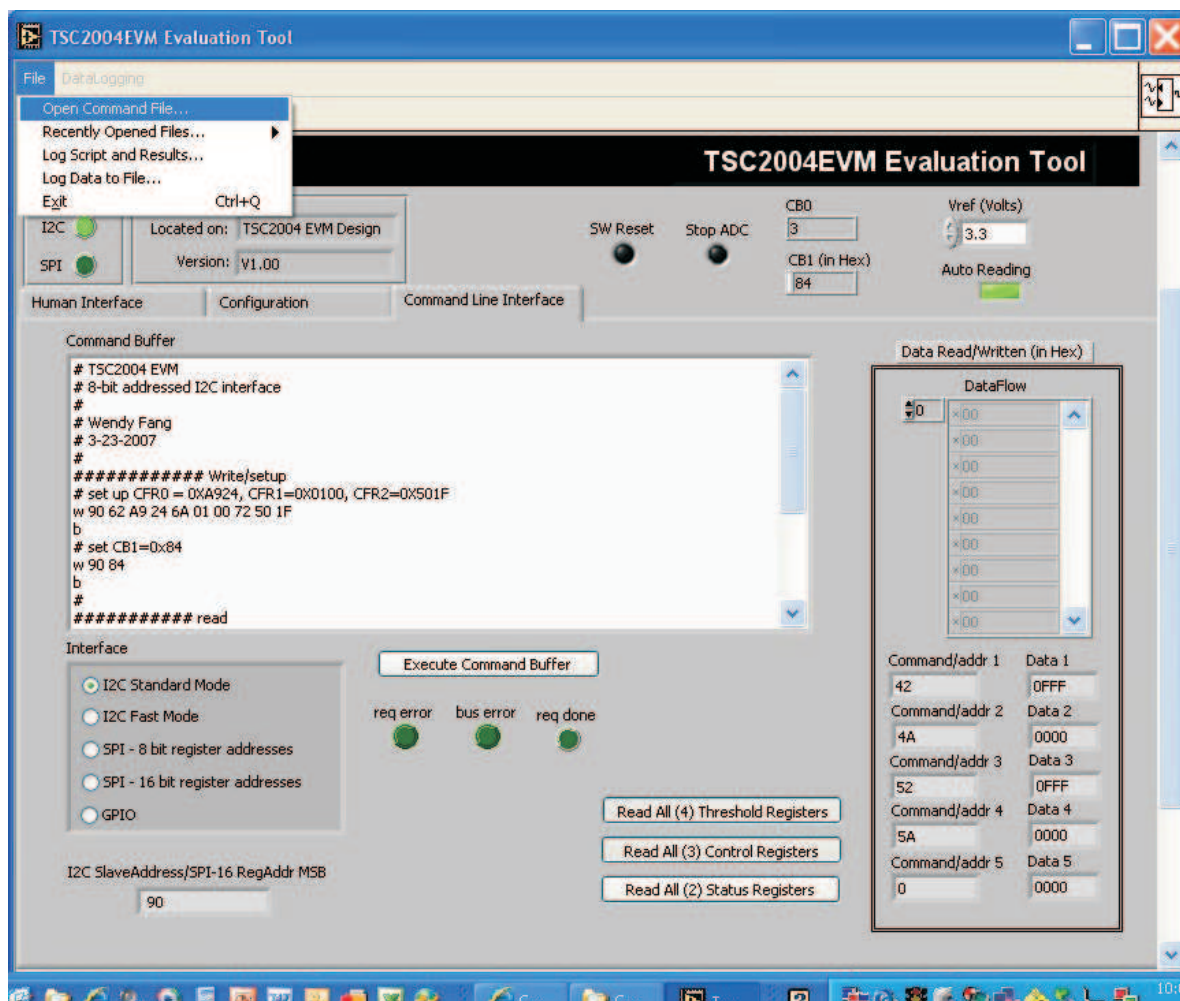 TSC2004EVM Evaluation Tool
File DataLogging
Open Command File...
Recently Opened Files...
Log Script and Results...
Log Data to File...
Exit Ctrl+Q
TSC2004EVM Evaluation Tool
I2C
SPI
Located on: TSC2004 EVM Design
Version: V1.00
SW Reset
Stop ADC
CB0
3
CB1 (in Hex)
84
Vref (Volts)
3.3
Auto Reading
Human Interface
Configuration
Command Line Interface
Command Buffer
# TSC2004 EVM
# 8-bit addressed I2C interface
#
# Wendy Fang
# 3-23-2007
#
############ Write/setup
# set up CFR0 = 0XA924, CFR1=0X0100, CFR2=0X501F
w 90 62 A9 24 6A 01 00 72 50 1F
b
# set CB1=0x84
w 90 84
b
#
########### read
Interface
I2C Standard Mode
I2C Fast Mode
SPI - 8 bit register addresses
SPI - 16 bit register addresses
GPIO
I2C SlaveAddress/SPI-16 RegAddr MSB
90
Execute Command Buffer
req error
bus error
req done
Read All (4) Threshold Registers
Read All (3) Control Registers
Read All (2) Status Registers
Data Read/Written (in Hex)
DataFlow
0
×00
×00
×00
×00
×00
×00
×00
×00
×00
Command/addr 1 Data 1
42 0FFF
Command/addr 2 Data 2
4A 0000
Command/addr 3 Data 3
52 0FFF
Command/addr 4 Data 4
5A 0000
Command/addr 5 Data 5
0 0000